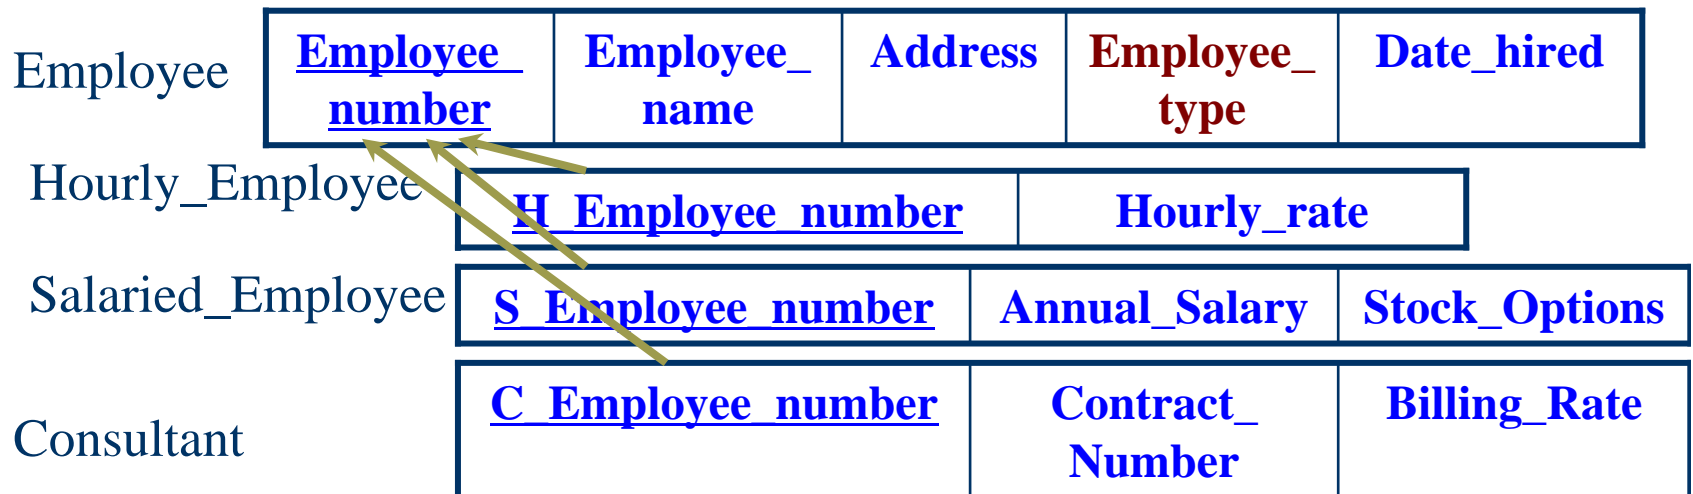 Employee
Employee_
number
Employee_
name
Address
Employee_
type
Date_hired
Hourly_Employee
H_Employee_number
Hourly_rate
Salaried_Employee
S_Employee_number
Annual_Salary
Stock_Options
Consultant
C_Employee_number
Contract_
Number
Billing_Rate